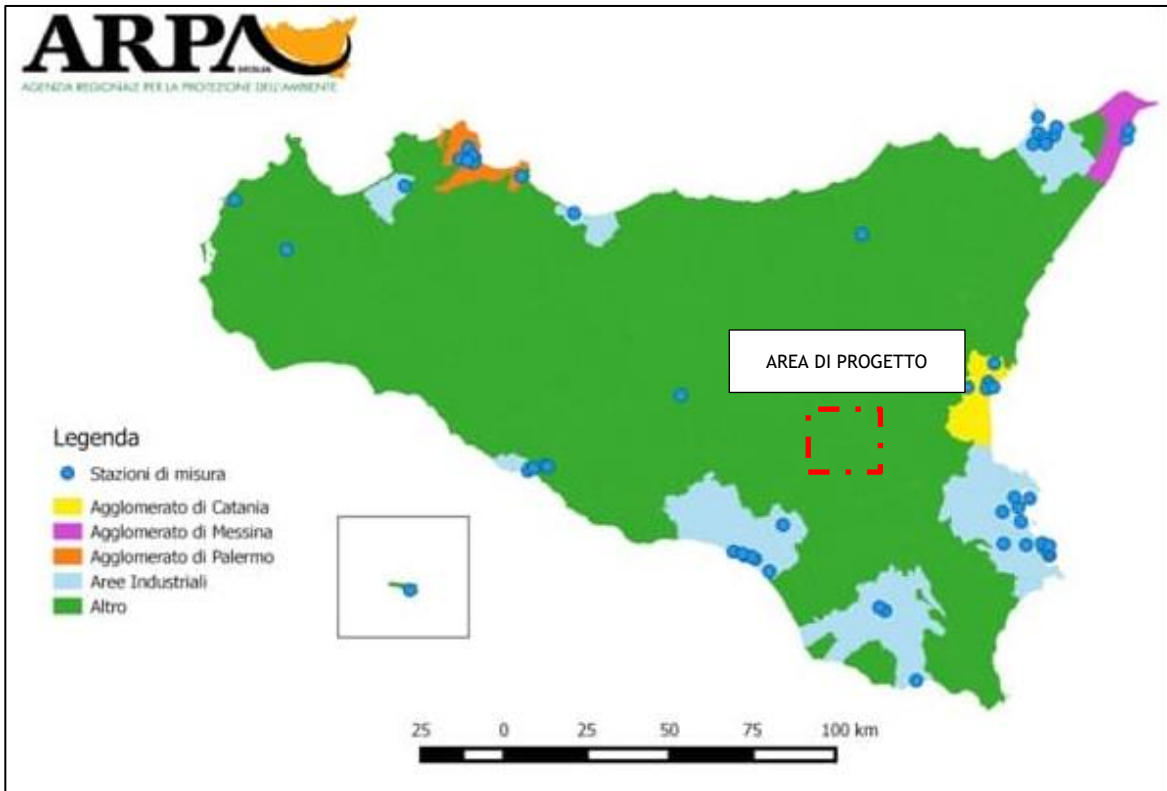 ARPA
SICILIA
AGENZIA REGIONALE PER LA PROTEZIONE DELL'AMBIENTE
AREA DI PROGETTO
Legenda
Stazioni di misura
Agglomerato di Catania
Agglomerato di Messina
Agglomerato di Palermo
Aree Industriali
Altro
25 0 25 50 75 100 km